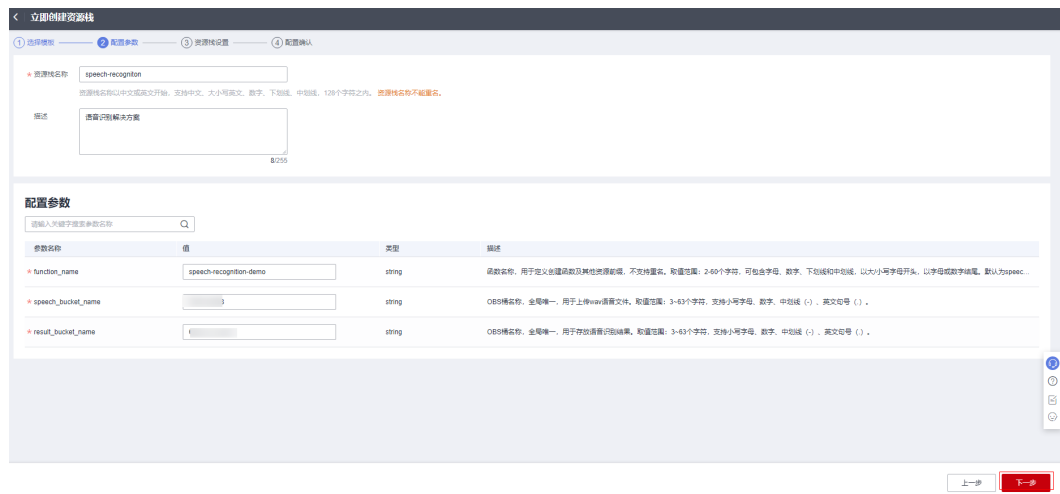 < 立即创建资源栈
1 选择模板 2 配置参数 3 资源栈设置 4 配置确认
* 资源栈名称 speech-recogniton
资源栈名称以中文或英文开始，支持中文、大小写英文、数字、下划线、中划线，128个字符之内。 资源栈名称不能重名。
描述 语音识别解决方案
8/255
配置参数
请输入关键字搜索参数名称
参数名称 值 类型 描述
* function_name speech-recognition-demo string 函数名称，用于定义创建函数及其他资源前缀，不支持重名。取值范围：2-60个字符，可包含字母、数字、下划线和中划线，以大/小写字母开头，以字母或数字结尾。默认为speec...
* speech_bucket_name string OBS桶名称，全局唯一，用于上传wav语音文件。取值范围：3~63个字符，支持小写字母、数字、中划线（-）、英文句号（.）。
* result_bucket_name string OBS桶名称，全局唯一，用于存放语音识别结果。取值范围：3~63个字符，支持小写字母、数字、中划线（-）、英文句号（.）。
上一步 下一步